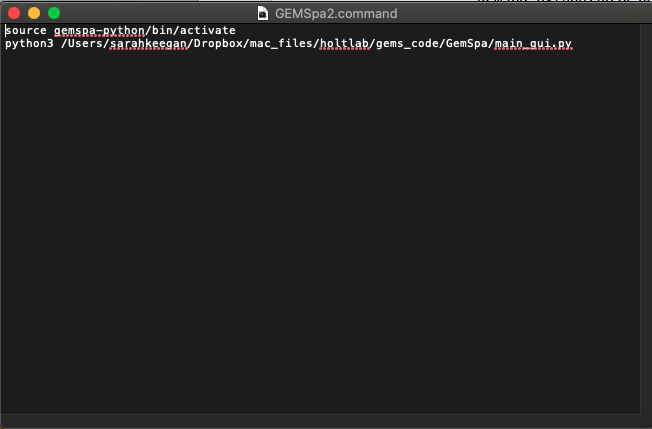 GEMSpa2.command
source gemspa-python/bin/activate
python3 /Users/sarahkeegan/Dropbox/mac_files/holtlab/gems_code/GemSpa/main_gui.py